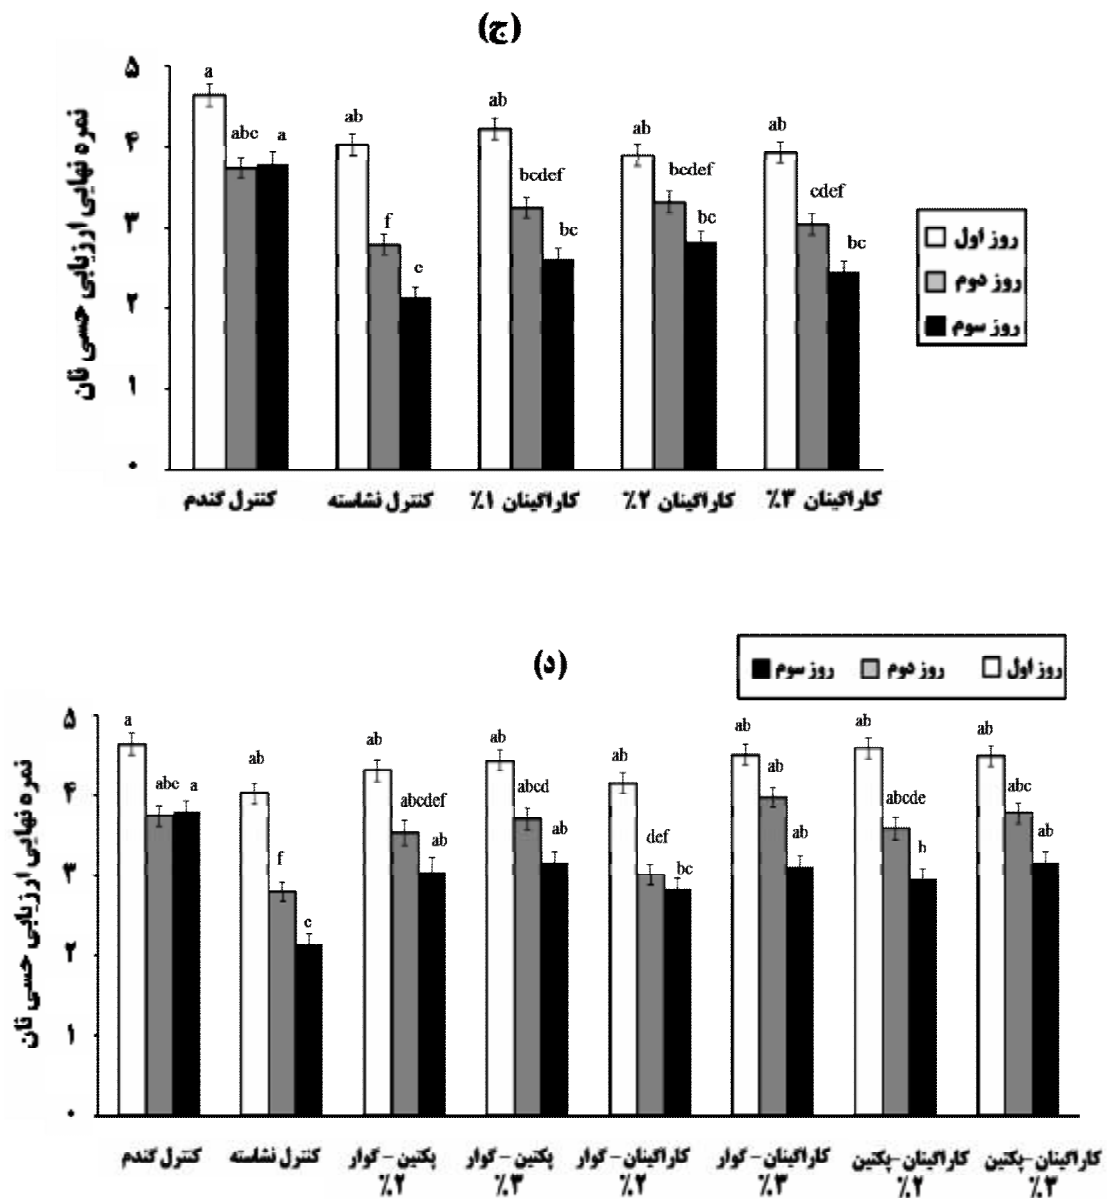 (ج)
نمره نهایی ارزیابی حسی نان
۵
۴
۳
۲
۱
۰
a
abc
a
ab
f
c
ab
bcdef
bc
ab
bcdef
bc
ab
cdef
bc
کنترل گندم
کنترل نشاسته
کاراگینان ۱٪
کاراگینان ۲٪
کاراگینان ۳٪
روز اول
روز دوم
روز سوم
(د)
روز اول
روز دوم
روز سوم
نمره نهایی ارزیابی حسی نان
۵
۴
۳
۲
۱
۰
a
abc
a
ab
f
c
ab
abcdef
ab
ab
abcd
ab
ab
def
bc
ab
ab
ab
ab
abcde
b
ab
abc
ab
کنترل گندم
کنترل نشاسته
پکتین-گوار
۲٪
پکتین-گوار
۳٪
کاراگینان-گوار
۲٪
کاراگینان-گوار
۳٪
کاراگینان-پکتین
۲٪
کاراگینان-پکتین
۳٪